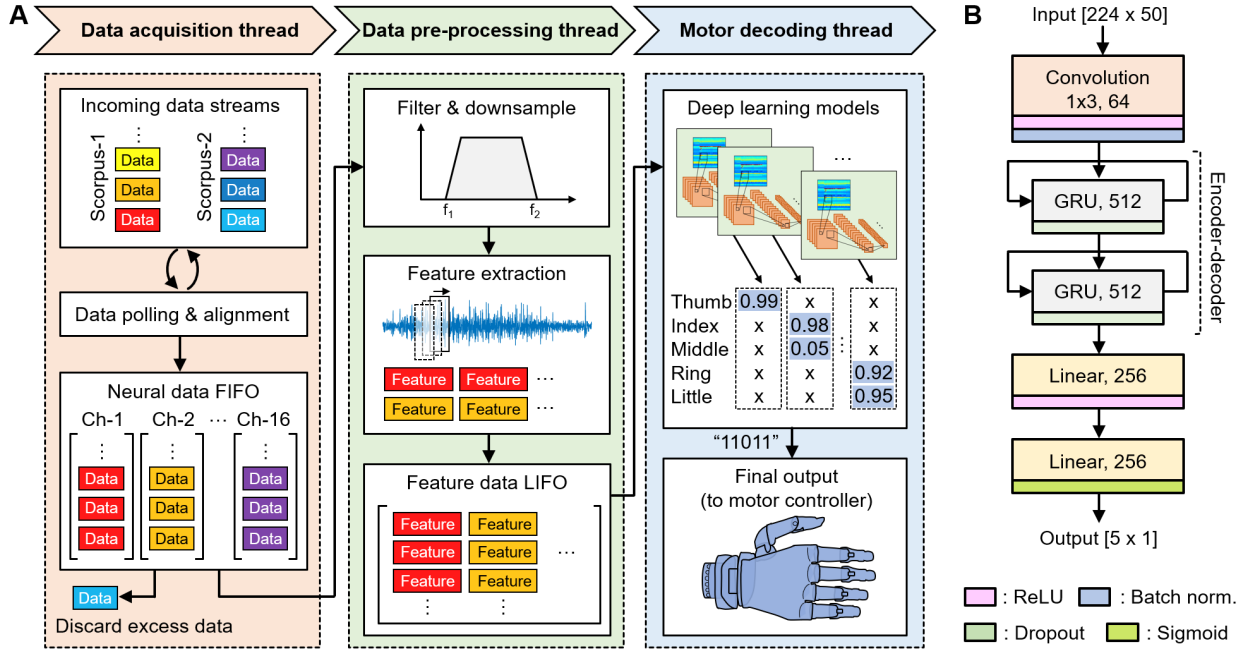 A
Data acquisition thread
Data pre-processing thread
Motor decoding thread
Incoming data streams
Scorpus-1
⋮
Data
Data
Data
Scorpus-2
⋮
Data
Data
Data
Data polling & alignment
Neural data FIFO
Ch-1 Ch-2 ⋯ Ch-16
⋮ ⋮ ⋮
Data Data Data
Data Data Data
Data Data Data
Data
Discard excess data
Filter & downsample
f1 f2
Feature extraction
Feature Feature ⋯
Feature Feature ⋯
Feature data LIFO
Feature Feature
Feature Feature ⋯
Feature Feature
⋮ ⋮
Deep learning models
⋯
Thumb 0.99 x x
Index x 0.98 x
Middle x 0.05 : x
Ring x x 0.92
Little x x 0.95
“11011”
Final output
(to motor controller)
B
Input [224 x 50]
Convolution
1x3, 64
GRU, 512
GRU, 512
Encoder-decoder
Linear, 256
Linear, 256
Output [5 x 1]
: ReLU : Batch norm.
: Dropout : Sigmoid